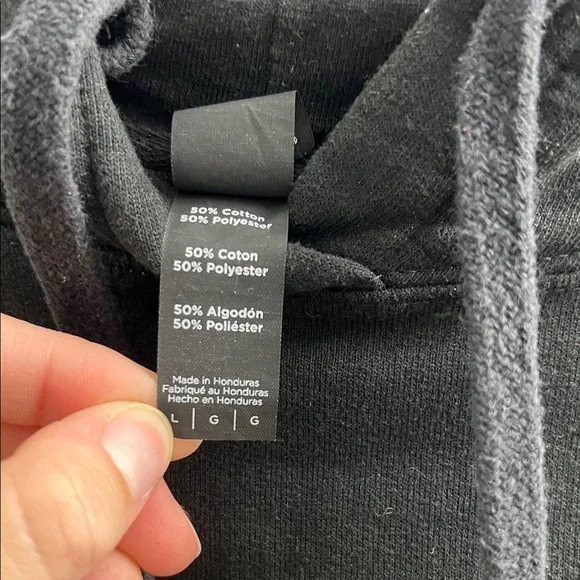 50% Cotton
50% Polyester
50% Coton
50% Polyester
50% Algodón
50% Poliéster
Made in Honduras
Fabriqué au Honduras
Hecho en Honduras
L | G | G